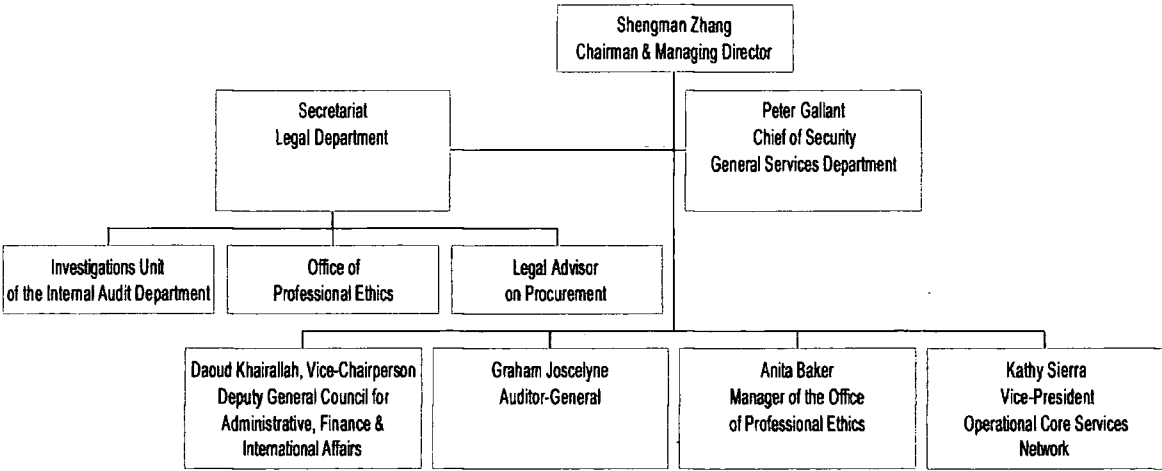 Shengman Zhang
Chairman & Managing Director
Secretariat
Legal Department
Peter Gallant
Chief of Security
General Services Department
Investigations Unit
of the Internal Audit Department
Office of
Professional Ethics
Legal Advisor
on Procurement
Daoud Khairallah, Vice-Chairperson
Deputy General Council for
Administrative, Finance &
International Affairs
Graham Joscelyne
Auditor-General
Anita Baker
Manager of the Office
of Professional Ethics
Kathy Sierra
Vice-President
Operational Core Services
Network